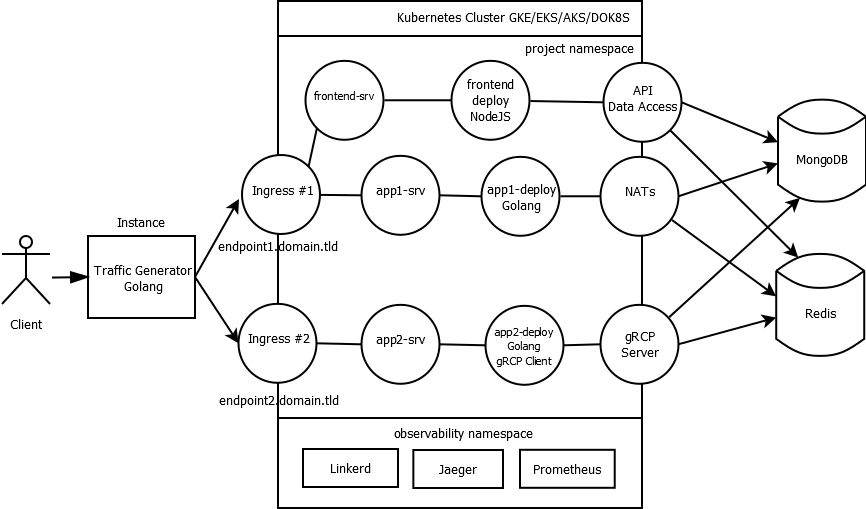 Kubernetes Cluster GKE/EKS/AKS/DOK8S
project namespace
frontend-srv
frontend
deploy
NodeJS
API
Data Access
MongoDB
Ingress #1
endpoint1.domain.tld
app1-srv
app1-deploy
Golang
NATs
Instance
Traffic Generator
Golang
Client
Ingress #2
endpoint2.domain.tld
app2-srv
app2-deploy
Golang
gRCP Client
gRCP
Server
Redis
observability namespace
Linkerd
Jaeger
Prometheus